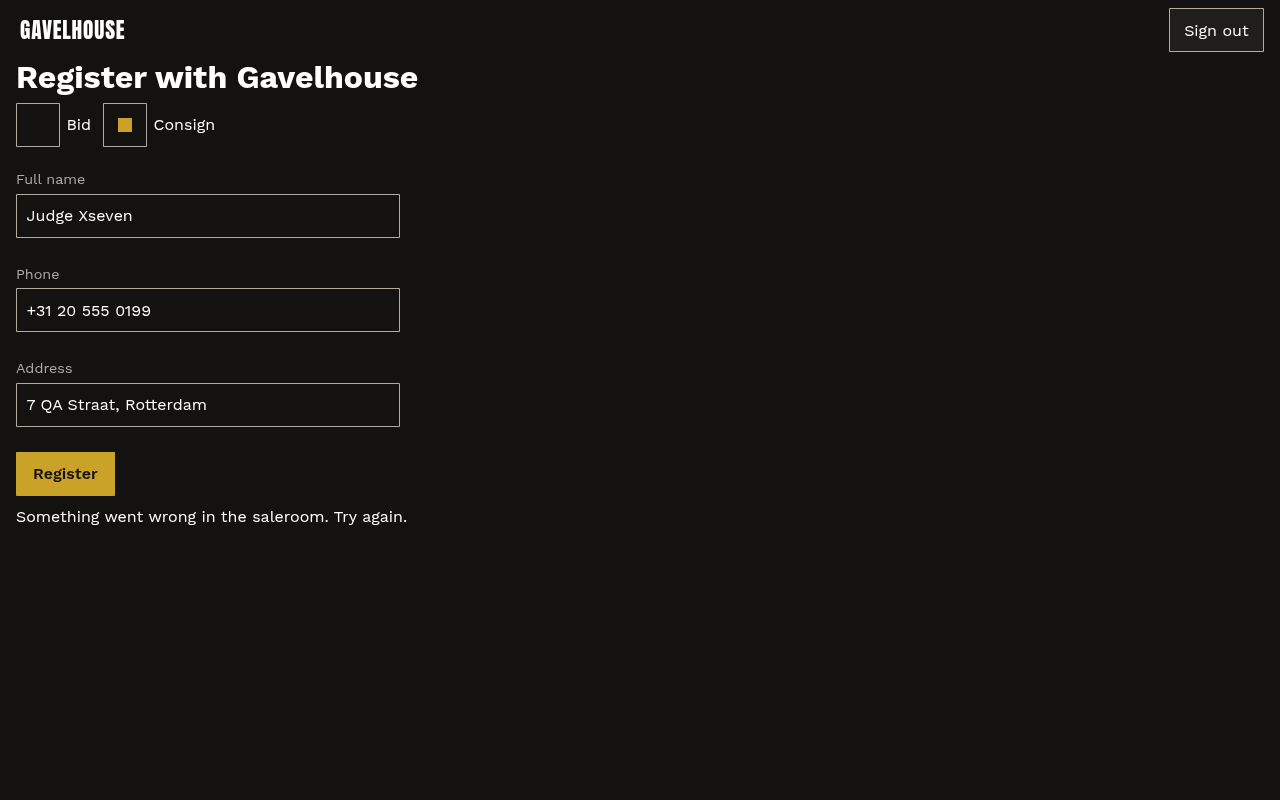 GAVELHOUSE
Sign out
Register with Gavelhouse
Bid
Consign
Full name
Judge Xseven
Phone
+31 20 555 0199
Address
7 QA Straat, Rotterdam
Register
Something went wrong in the saleroom. Try again.